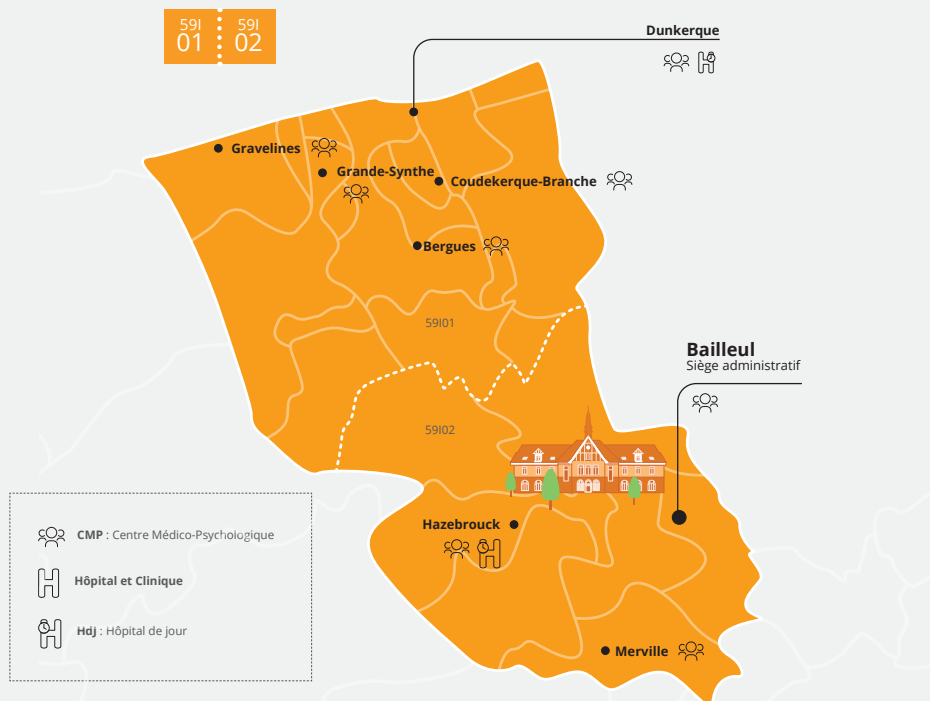 59I
01
59I
02
Dunkerque
Gravelines
Grande-Synthe
Coudekerque-Branche
Bergues
59I01
Bailleul
Siège administratif
59I02
Hazebrouck
CMP : Centre Médico-Psychologique
Hôpital et Clinique
Hdj : Hôpital de jour
Merville